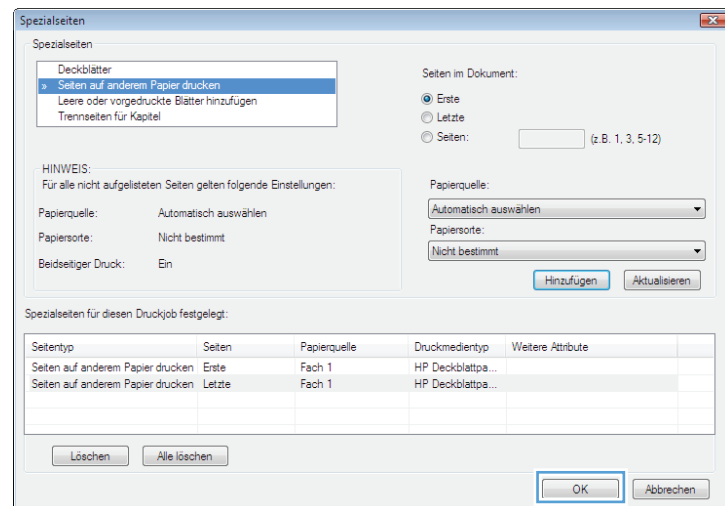 Spezialseiten
Spezialseiten
Deckblätter
» Seiten auf anderem Papier drucken
Leere oder vorgedruckte Blätter hinzufügen
Trennseiten für Kapitel
Seiten im Dokument:
Erste
Letzte
Seiten: (z.B. 1, 3, 5-12)
HINWEIS:
Für alle nicht aufgelisteten Seiten gelten folgende Einstellungen:
Papierquelle: Automatisch auswählen
Papiersorte: Nicht bestimmt
Beidseitiger Druck: Ein
Papierquelle:
Automatisch auswählen
Papiersorte:
Nicht bestimmt
Hinzufügen Aktualisieren
Spezialseiten für diesen Druckjob festgelegt:
Seitentyp Seiten Papierquelle Druckmedientyp Weitere Attribute
Seiten auf anderem Papier drucken Erste Fach 1 HP Deckblattpa...
Seiten auf anderem Papier drucken Letzte Fach 1 HP Deckblattpa...
Löschen Alle löschen
OK Abbrechen